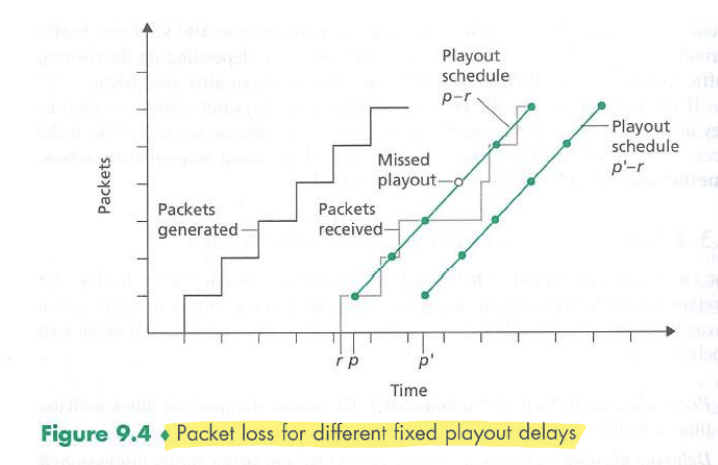 Playout
schedule
p–r
Playout
schedule
p'–r
Missed
playout
Packets
generated
Packets
received
Packets
r p p'
Time
Figure 9.4 ♦ Packet loss for different fixed playout delays